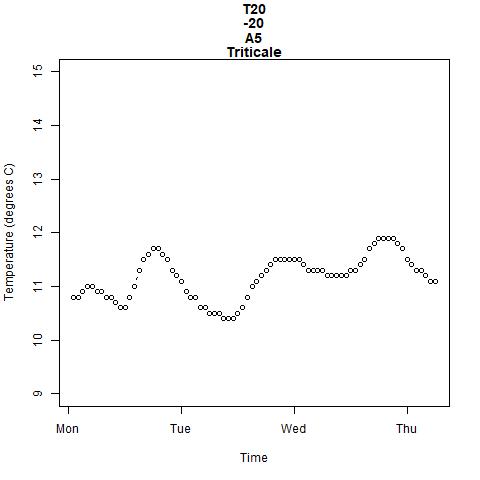 T20
-20
A5
Triticale
Temperature (degrees C)
15
14
13
12
11
10
9
Mon Tue Wed Thu
Time